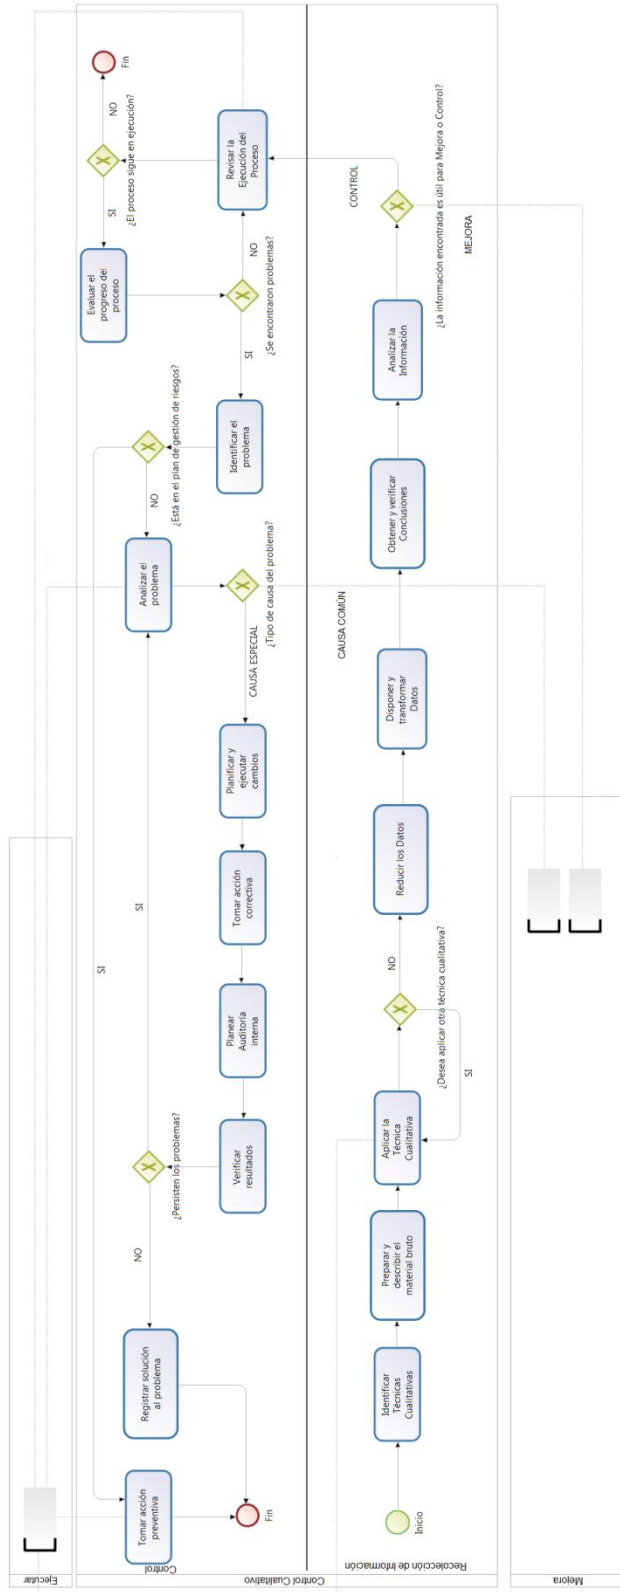 Fin
NO
¿El proceso sigue en ejecución?
SI
Evaluar el
progreso del
proceso
Revisar la
Ejecución del
Proceso
NO
¿Se encontraron problemas?
SI
Identificar el
problema
¿Está en el plan de gestión de riesgos?
NO
SI
Analizar el
problema
¿Tipo de causa del problema?
CAUSA ESPECIAL
CAUSA COMÚN
Planificar y
ejecutar
cambios
Tomar acción
correctiva
Planear
Auditoría
interna
Verificar
resultados
¿Persisten los problemas?
SI
NO
Registrar solución
al problema
Tomar acción
preventiva
Fin
Inicio
Identificar
Técnicas
Cualitativas
Preparar y
describir el
material bruto
Aplicar la
Técnica
Cualitativa
¿Desea aplicar otra técnica cualitativa?
SI
NO
Reducir los Datos
Disponer y
transformar
Datos
Obtener y verificar
Conclusiones
Analizar la
Información
¿La información encontrada es útil para Mejora o Control?
CONTROL
MEJORA
Ejecutar
Control
Control Cualitativo
Recolección de Información
Mejora